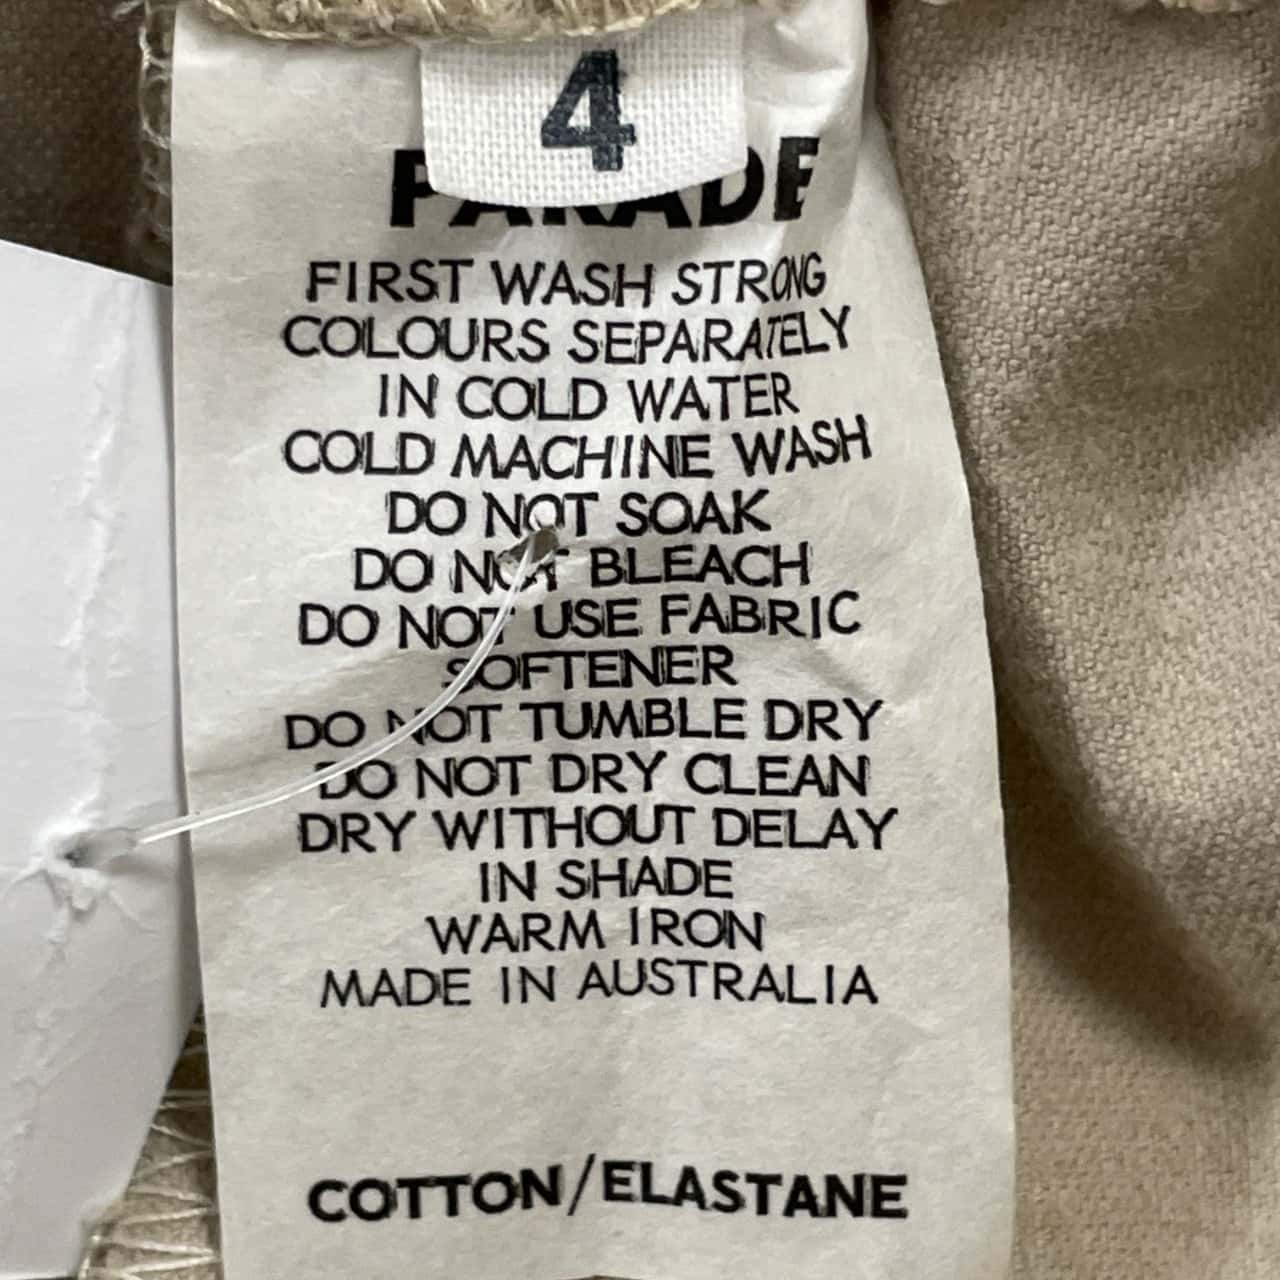 4
PARADE
FIRST WASH STRONG
COLOURS SEPARATELY
IN COLD WATER
COLD MACHINE WASH
DO NOT SOAK
DO NOT BLEACH
DO NOT USE FABRIC
SOFTENER
DO NOT TUMBLE DRY
DO NOT DRY CLEAN
DRY WITHOUT DELAY
IN SHADE
WARM IRON
MADE IN AUSTRALIA
COTTON/ELASTANE